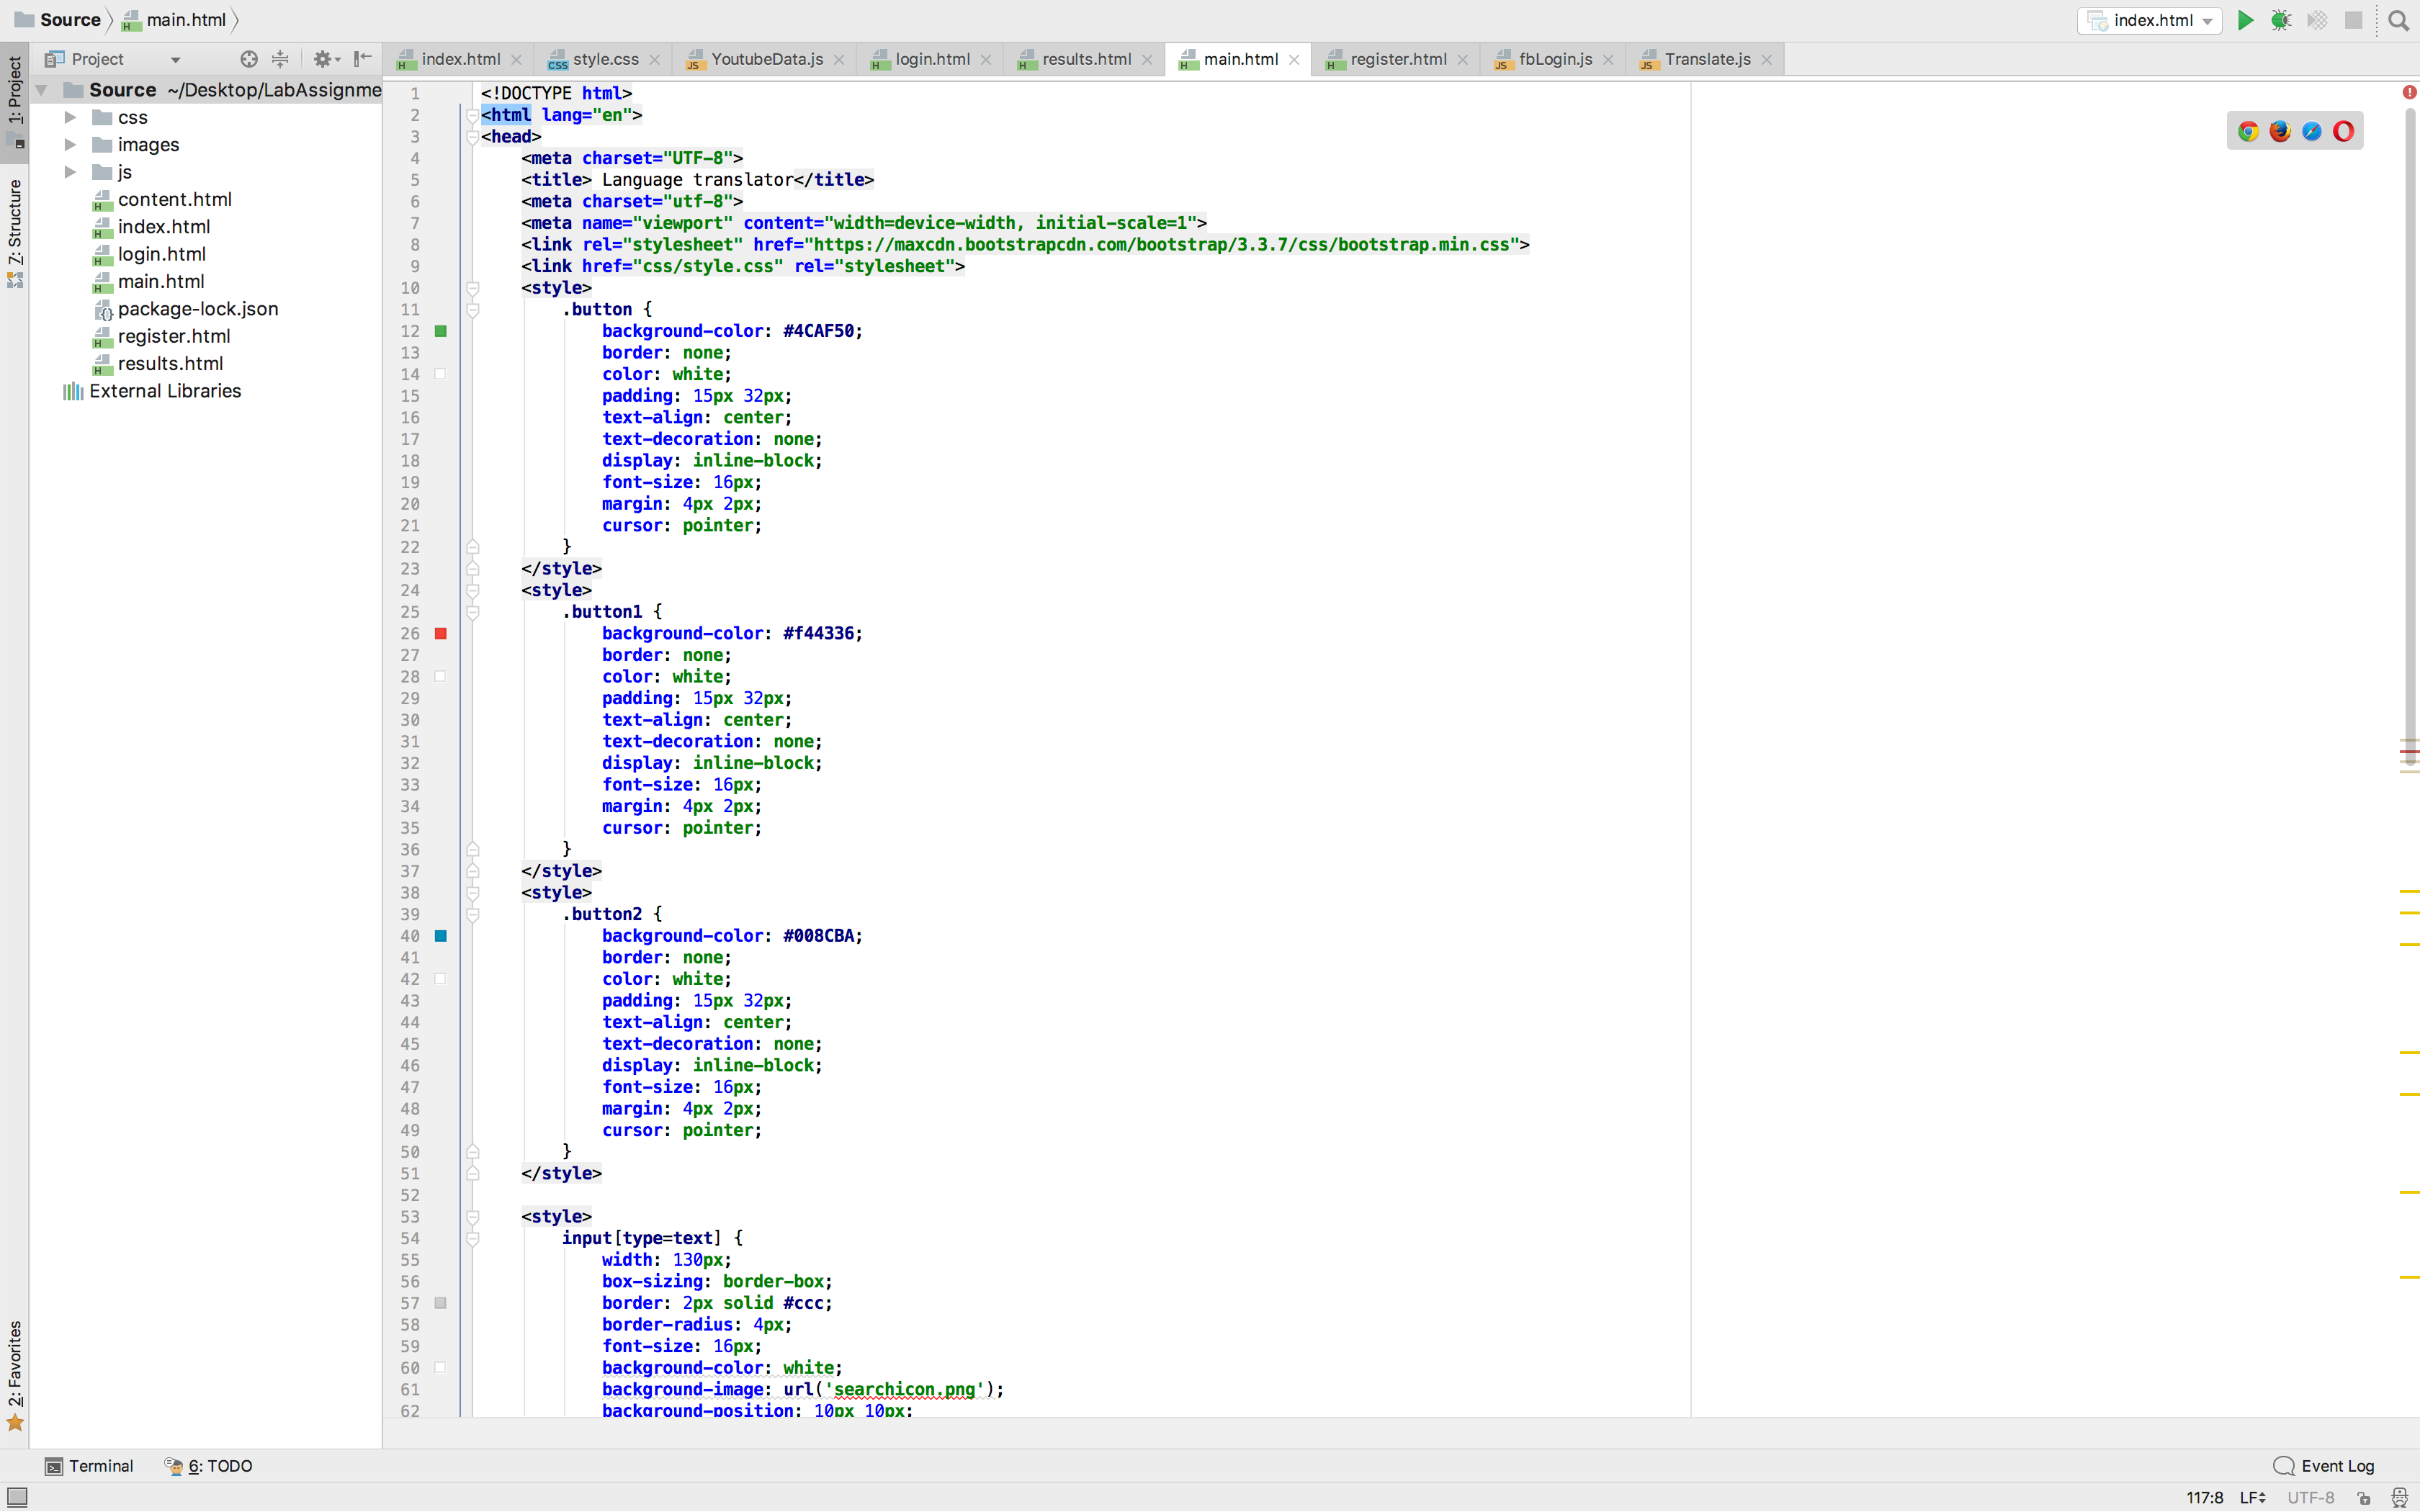 Source main.html index.html
Project
index.html style.css YoutubeData.js login.html results.html main.html register.html fbLogin.js Translate.js
1: Project
7: Structure
2: Favorites
Source ~/Desktop/LabAssignme
css
images
js
content.html
index.html
login.html
main.html
package-lock.json
register.html
results.html
External Libraries
1 <!DOCTYPE html>
2 <html lang="en">
3 <head>
4 <meta charset="UTF-8">
5 <title> Language translator</title>
6 <meta charset="utf-8">
7 <meta name="viewport" content="width=device-width, initial-scale=1">
8 <link rel="stylesheet" href="https://maxcdn.bootstrapcdn.com/bootstrap/3.3.7/css/bootstrap.min.css">
9 <link href="css/style.css" rel="stylesheet">
10 <style>
11 .button {
12 background-color: #4CAF50;
13 border: none;
14 color: white;
15 padding: 15px 32px;
16 text-align: center;
17 text-decoration: none;
18 display: inline-block;
19 font-size: 16px;
20 margin: 4px 2px;
21 cursor: pointer;
22 }
23 </style>
24 <style>
25 .button1 {
26 background-color: #f44336;
27 border: none;
28 color: white;
29 padding: 15px 32px;
30 text-align: center;
31 text-decoration: none;
32 display: inline-block;
33 font-size: 16px;
34 margin: 4px 2px;
35 cursor: pointer;
36 }
37 </style>
38 <style>
39 .button2 {
40 background-color: #008CBA;
41 border: none;
42 color: white;
43 padding: 15px 32px;
44 text-align: center;
45 text-decoration: none;
46 display: inline-block;
47 font-size: 16px;
48 margin: 4px 2px;
49 cursor: pointer;
50 }
51 </style>
52
53 <style>
54 input[type=text] {
55 width: 130px;
56 box-sizing: border-box;
57 border: 2px solid #ccc;
58 border-radius: 4px;
59 font-size: 16px;
60 background-color: white;
61 background-image: url('searchicon.png');
62 background-position: 10px 10px;
Terminal 6: TODO Event Log
117:8 LF UTF-8